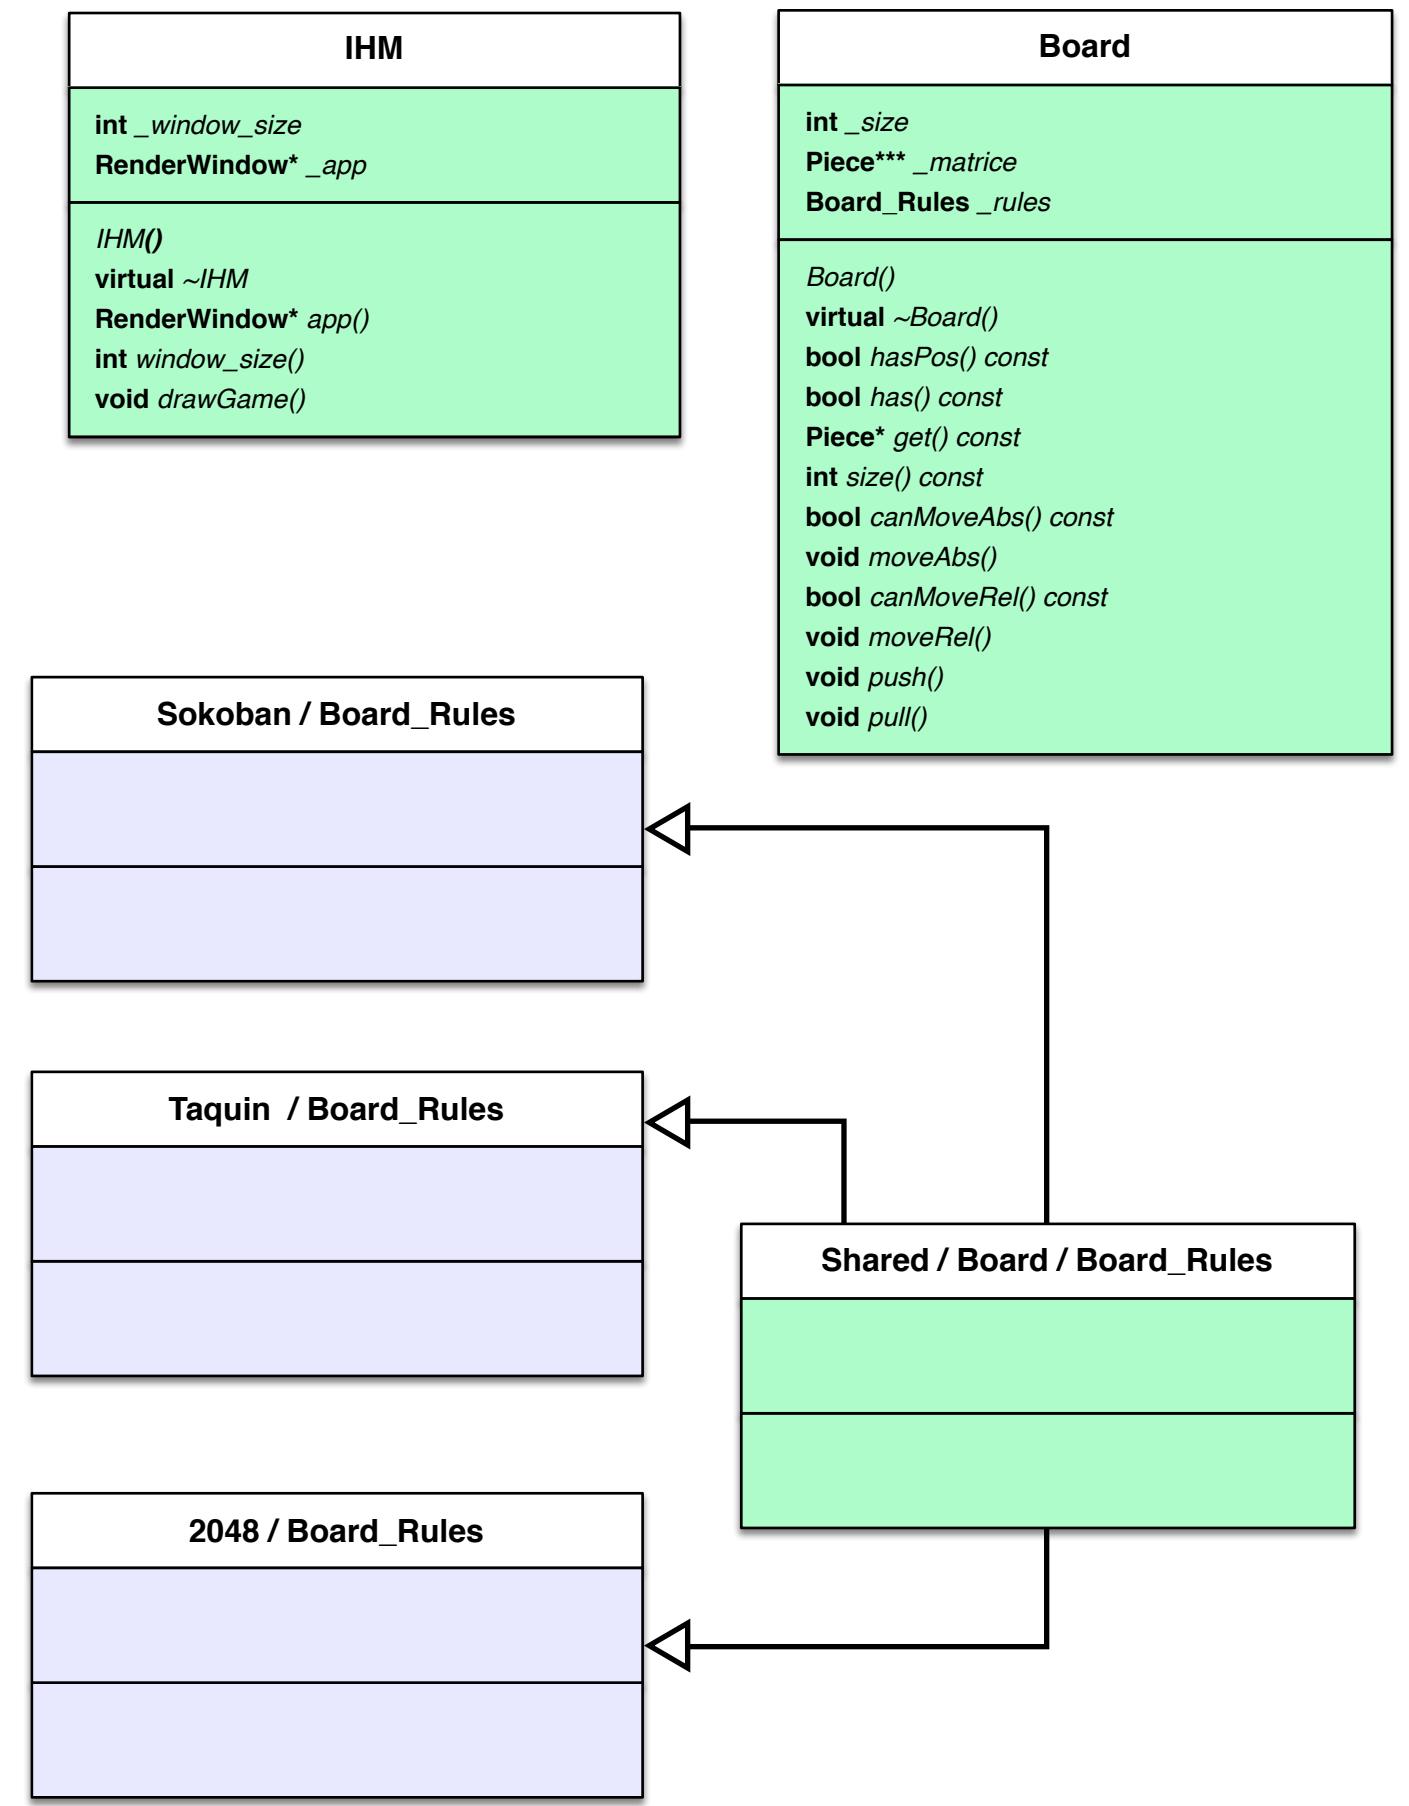 IHM
int _window_size
RenderWindow* _app
IHM()
virtual ~IHM
RenderWindow* app()
int window_size()
void drawGame()
Board
int _size
Piece*** _matrice
Board_Rules _rules
Board()
virtual ~Board()
bool hasPos() const
bool has() const
Piece* get() const
int size() const
bool canMoveAbs() const
void moveAbs()
bool canMoveRel() const
void moveRel()
void push()
void pull()
Sokoban / Board_Rules
Taquin / Board_Rules
Shared / Board / Board_Rules
2048 / Board_Rules